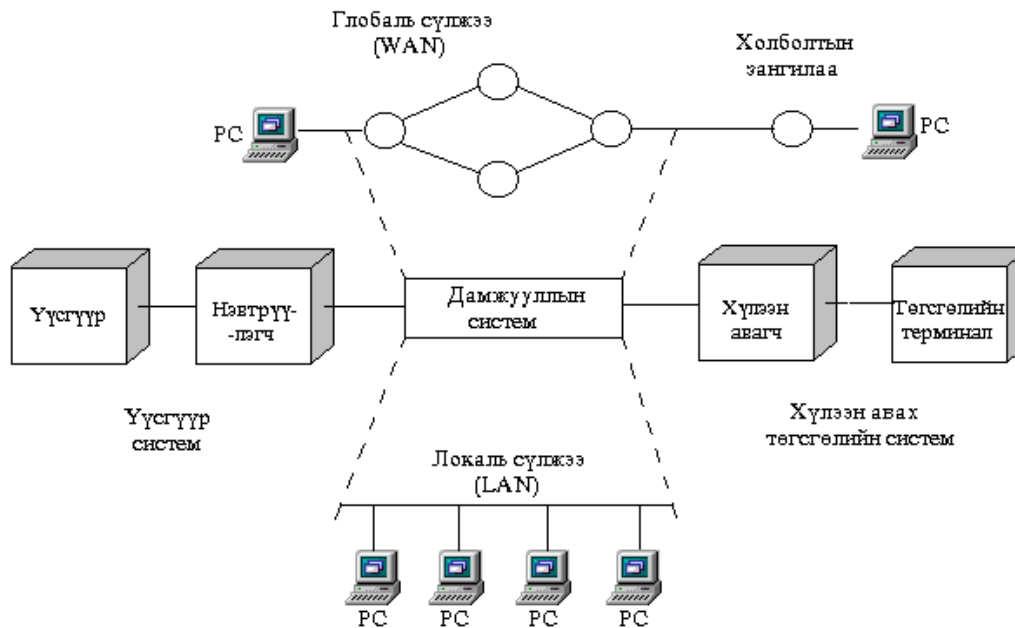 Глобаль сүлжээ
(WAN)
Холболтын
зангилаа
PC
PC
Үүсгүүр
Нэвтрүү-
-лэгч
Дамжууллын
систем
Хүлээн
авагч
Төгсгөлийн
терминал
Үүсгүүр
систем
Хүлээн авах
төгсгөлийн систем
Локаль сүлжээ
(LAN)
PC
PC
PC
PC